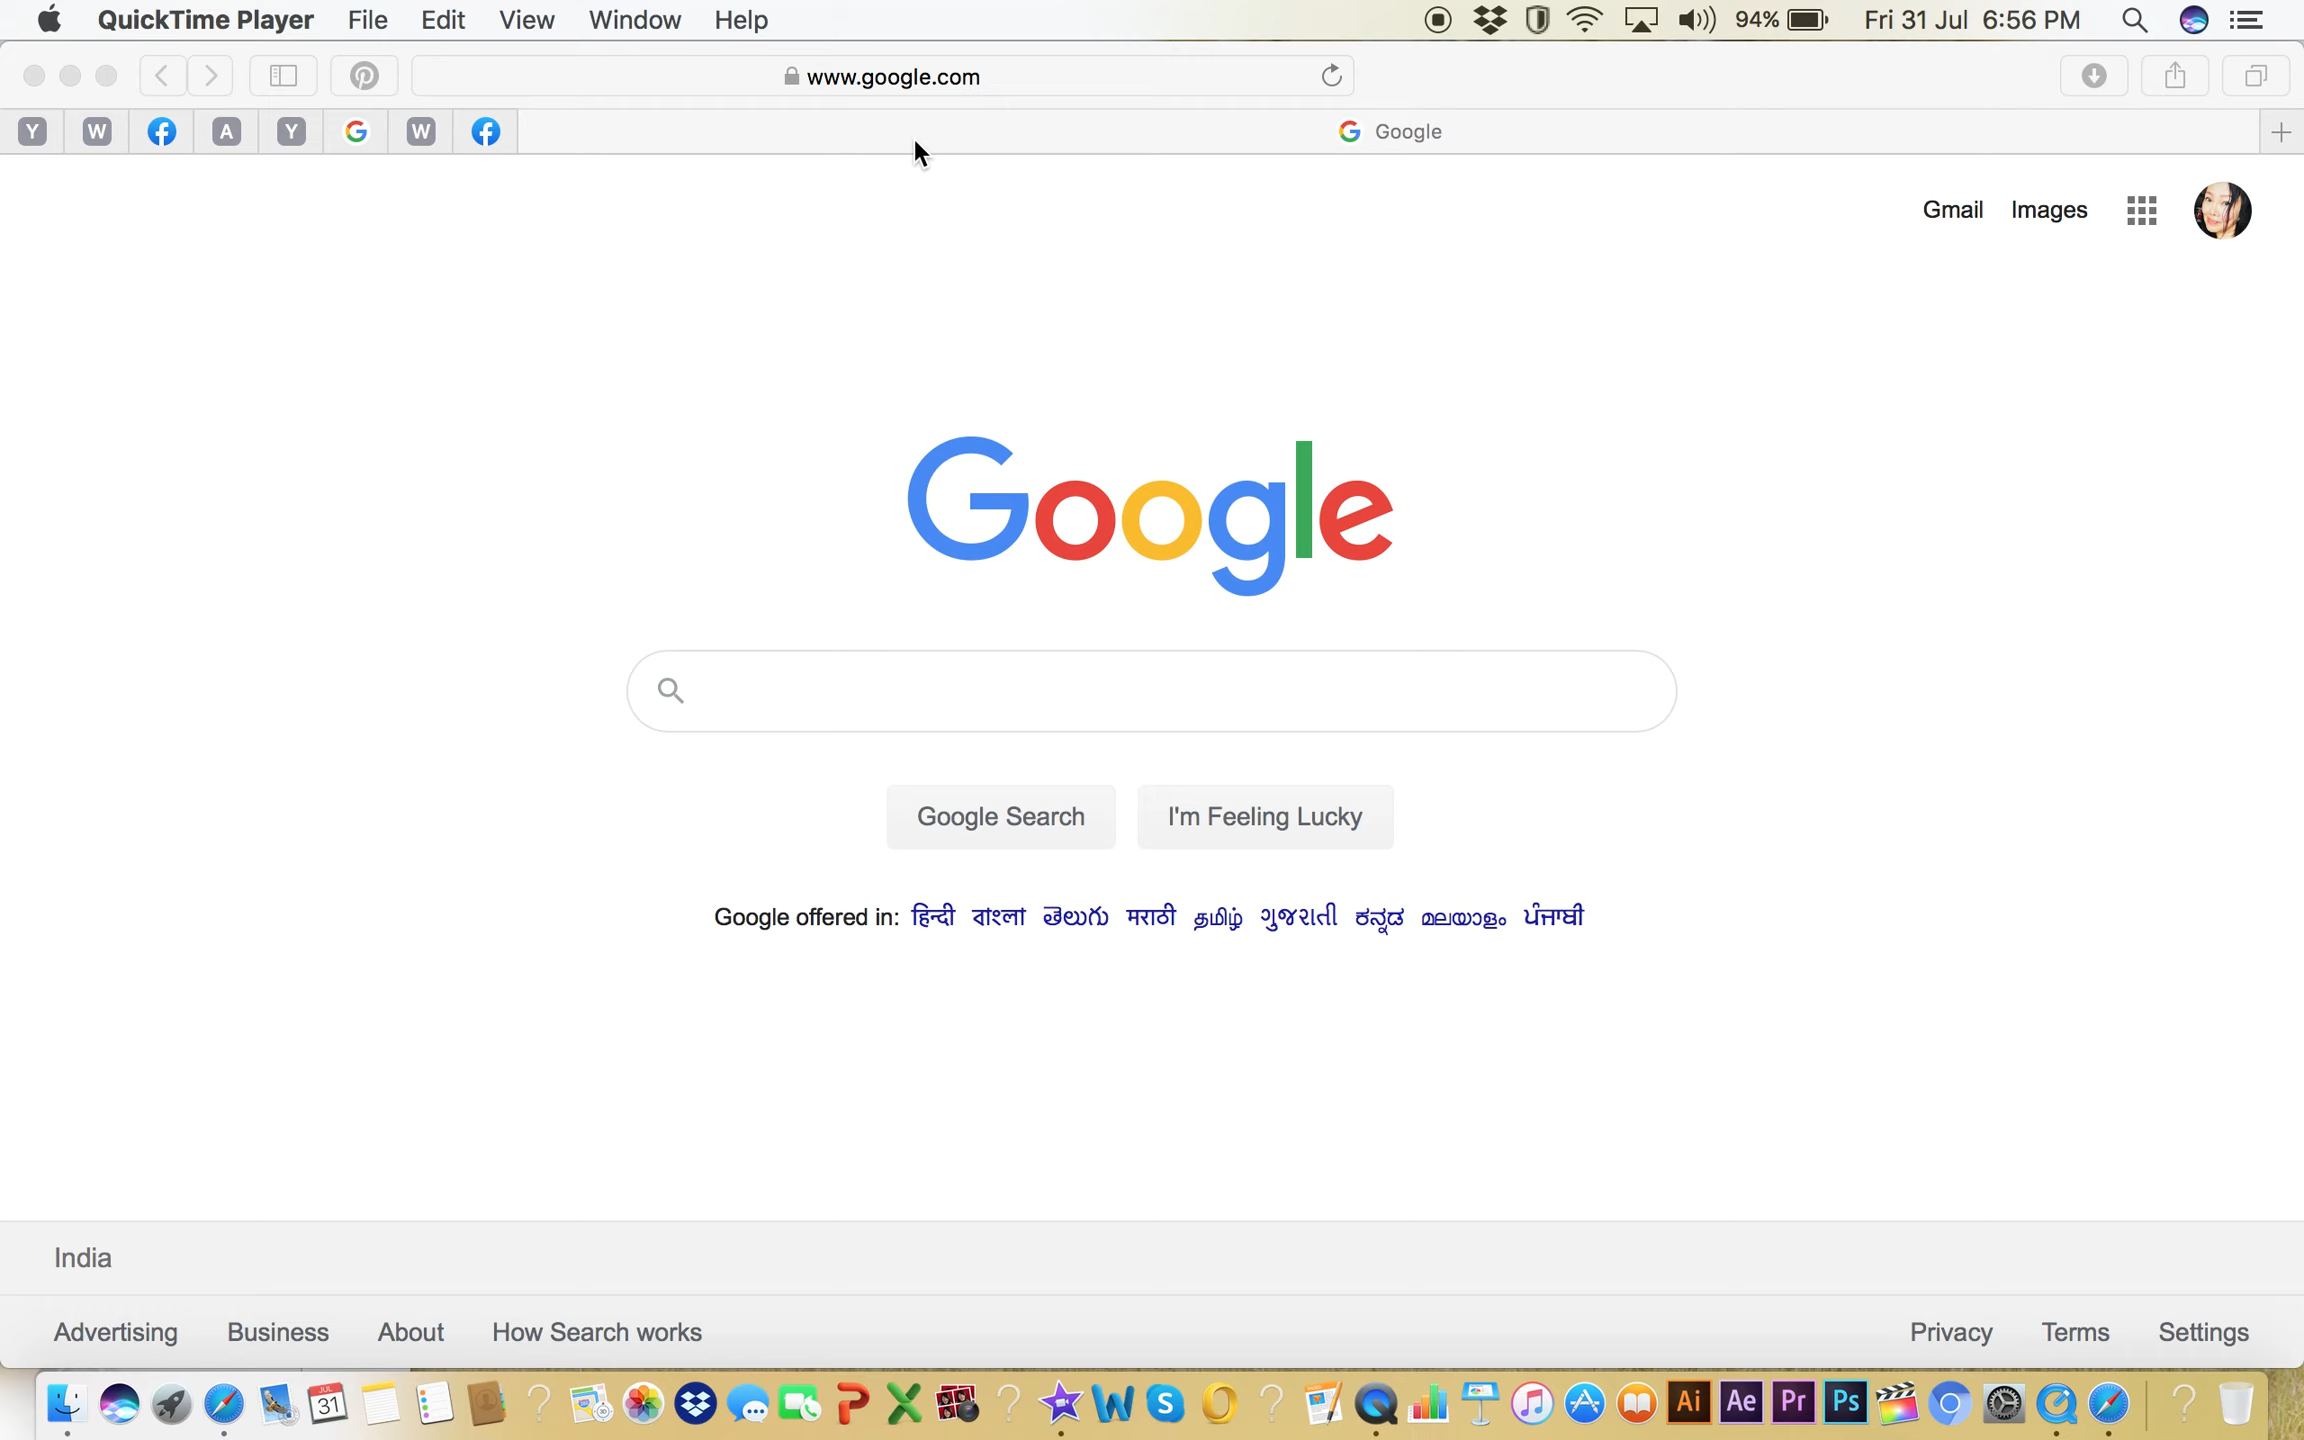 QuickTime Player File Edit View Window Help 94% Fri 31 Jul 6:56 PM
www.google.com
Y W A Y G W G Google
Gmail Images
Google
Google Search I'm Feeling Lucky
Google offered in: हिन्दी বাংলা తెలుగు मराठी தமிழ் ગુજરાતી ಕನ್ನಡ മലയാളം ਪੰਜਾਬੀ
India
Advertising Business About How Search works Privacy Terms Settings
JUL
31 W S Ai Ae Pr Ps